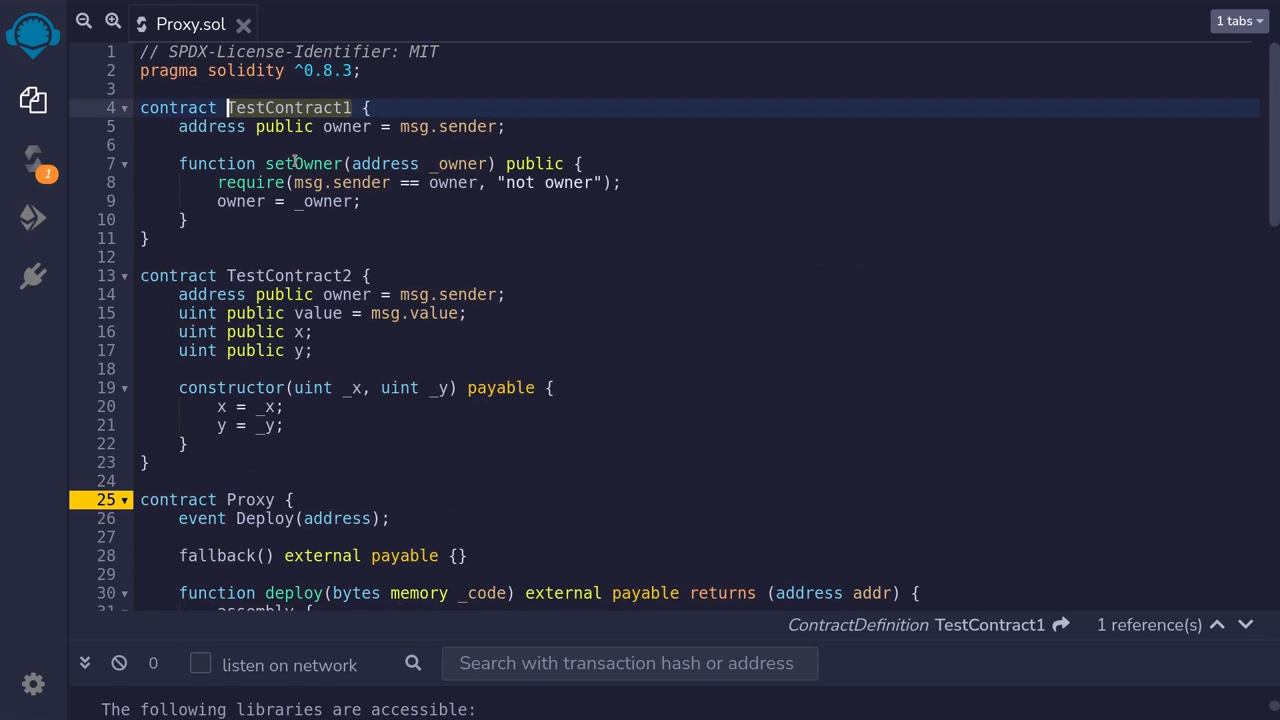 Proxy.sol
1 tabs
1 // SPDX-License-Identifier: MIT
2 pragma solidity ^0.8.3;
3
4 contract TestContract1 {
5 address public owner = msg.sender;
6
7 function setOwner(address _owner) public {
8 require(msg.sender == owner, "not owner");
9 owner = _owner;
10 }
11 }
12
13 contract TestContract2 {
14 address public owner = msg.sender;
15 uint public value = msg.value;
16 uint public x;
17 uint public y;
18
19 constructor(uint _x, uint _y) payable {
20 x = _x;
21 y = _y;
22 }
23 }
24
25 contract Proxy {
26 event Deploy(address);
27
28 fallback() external payable {}
29
30 function deploy(bytes memory _code) external payable returns (address addr) {
31 assembly {
1
ContractDefinition TestContract1 1 reference(s)
0 listen on network Search with transaction hash or address
The following libraries are accessible: